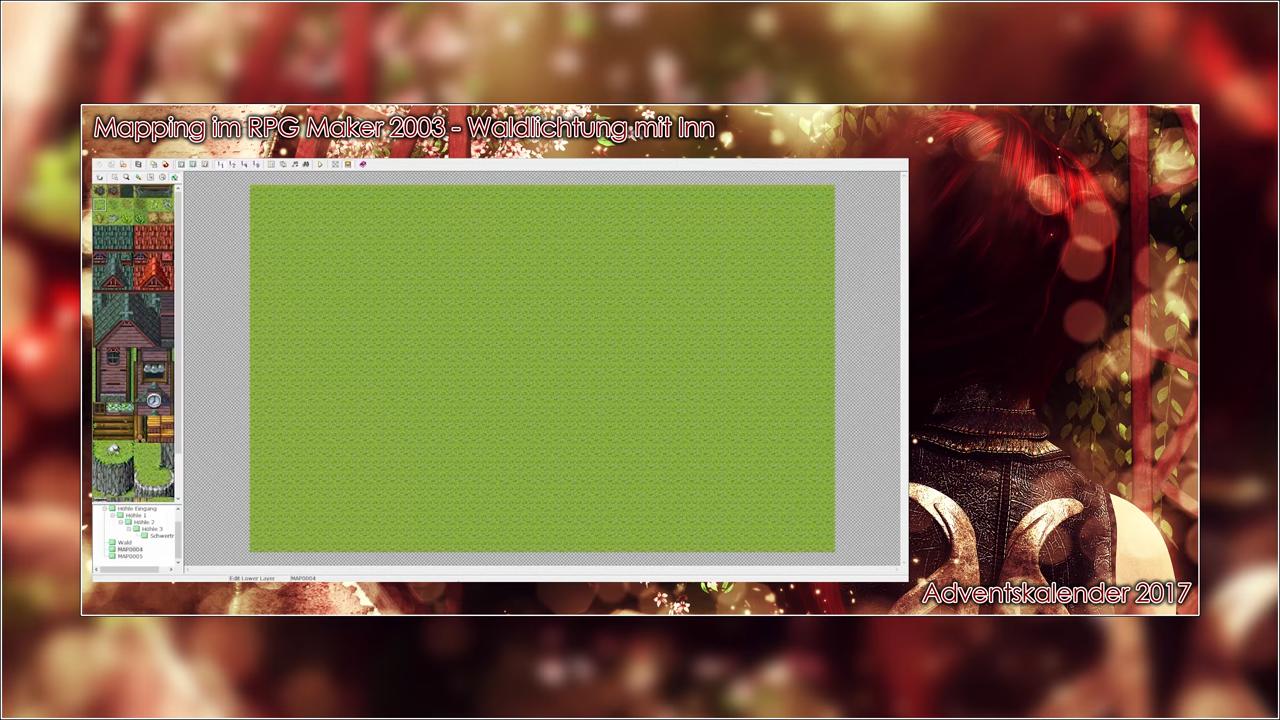 Mapping im RPG Maker 2003 - Waldlichtung mit Inn
Höhle Eingang
Höhle 1
Höhle 2
Höhle 3
Schwertr
Wald
MAP0004
MAP0005
Edit Lower Layer MAP0004
Adventskalender 2017